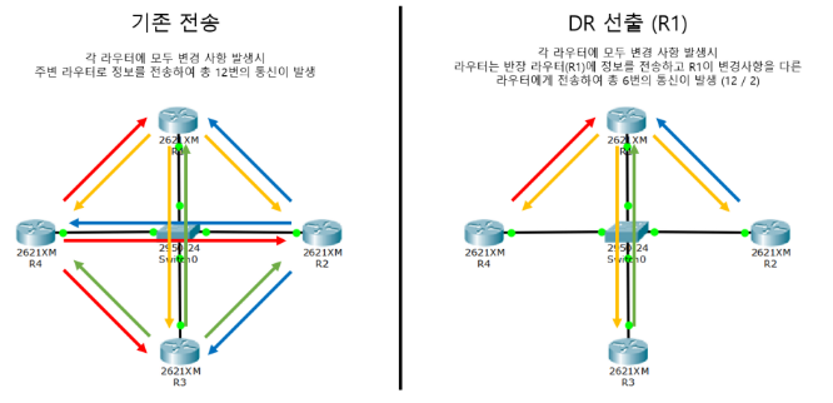 기존 전송
각 라우터에 모두 변경 사항 발생시
주변 라우터로 정보를 전송하여 총 12번의 통신이 발생
2621XM
R1
2621XM
R4
2950-24
Switch0
2621XM
R2
2621XM
R3
DR 선출 (R1)
각 라우터에 모두 변경 사항 발생시
라우터는 반장 라우터(R1)에 정보를 전송하고 R1이 변경사항을 다른
라우터에게 전송하여 총 6번의 통신이 발생 (12 / 2)
2621XM
R1
2621XM
R4
2950-24
Switch0
2621XM
R2
2621XM
R3